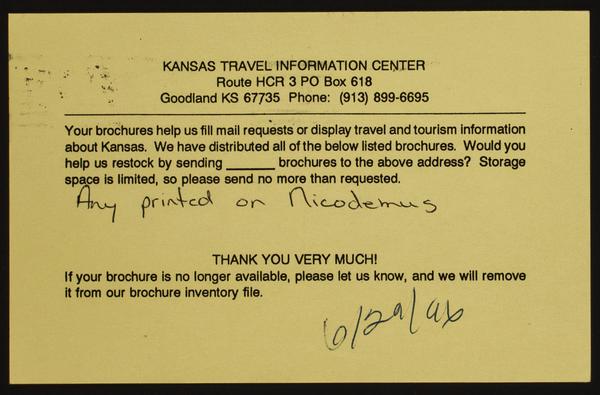 KANSAS TRAVEL INFORMATION CENTER
Route HCR 3 PO Box 618
Goodland KS 67735 Phone: (913) 899-6695
Your brochures help us fill mail requests or display travel and tourism information
about Kansas. We have distributed all of the below listed brochures. Would you
help us restock by sending ______ brochures to the above address? Storage
space is limited, so please send no more than requested.
Any printed on Nicodemus
THANK YOU VERY MUCH!
If your brochure is no longer available, please let us know, and we will remove
it from our brochure inventory file.
6/29/96